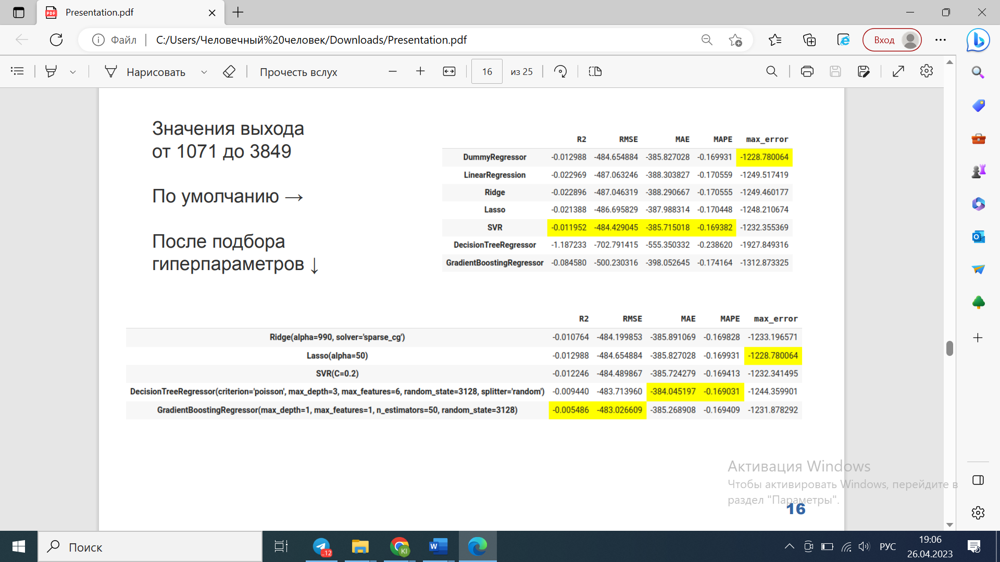 Presentation.pdf
Файл
C:/Users/Человечный%20человек/Downloads/Presentation.pdf
Вход
Нарисовать
Прочесть вслух
16 из 25
Значения выхода
от 1071 до 3849
По умолчанию →
После подбора
гиперпараметров ↓
R2 RMSE MAE MAPE max_error
DummyRegressor -0.012988 -484.654884 -385.827028 -0.169931 -1228.780064
LinearRegression -0.022969 -487.063246 -388.303827 -0.170559 -1249.517419
Ridge -0.022896 -487.046319 -388.290667 -0.170555 -1249.460177
Lasso -0.021388 -486.695829 -387.988314 -0.170448 -1248.210674
SVR -0.011952 -484.429045 -385.715018 -0.169382 -1232.355369
DecisionTreeRegressor -1.187233 -702.791415 -555.350332 -0.238620 -1927.849316
GradientBoostingRegressor -0.084580 -500.230316 -398.052645 -0.174164 -1312.873325
R2 RMSE MAE MAPE max_error
Ridge(alpha=990, solver='sparse_cg') -0.010764 -484.199853 -385.891069 -0.169828 -1233.196571
Lasso(alpha=50) -0.012988 -484.654884 -385.827028 -0.169931 -1228.780064
SVR(C=0.2) -0.012246 -484.489867 -385.724279 -0.169413 -1232.341495
DecisionTreeRegressor(criterion='poisson', max_depth=3, max_features=6, random_state=3128, splitter='random') -0.009440 -483.713960 -384.045197 -0.169031 -1244.359901
GradientBoostingRegressor(max_depth=1, max_features=1, n_estimators=50, random_state=3128) -0.005486 -483.026609 -385.268908 -0.169409 -1231.878292
Активация Windows
Чтобы активировать Windows, перейдите в
раздел "Параметры".
16
Поиск
..12
KI
РУС
19:06
26.04.2023